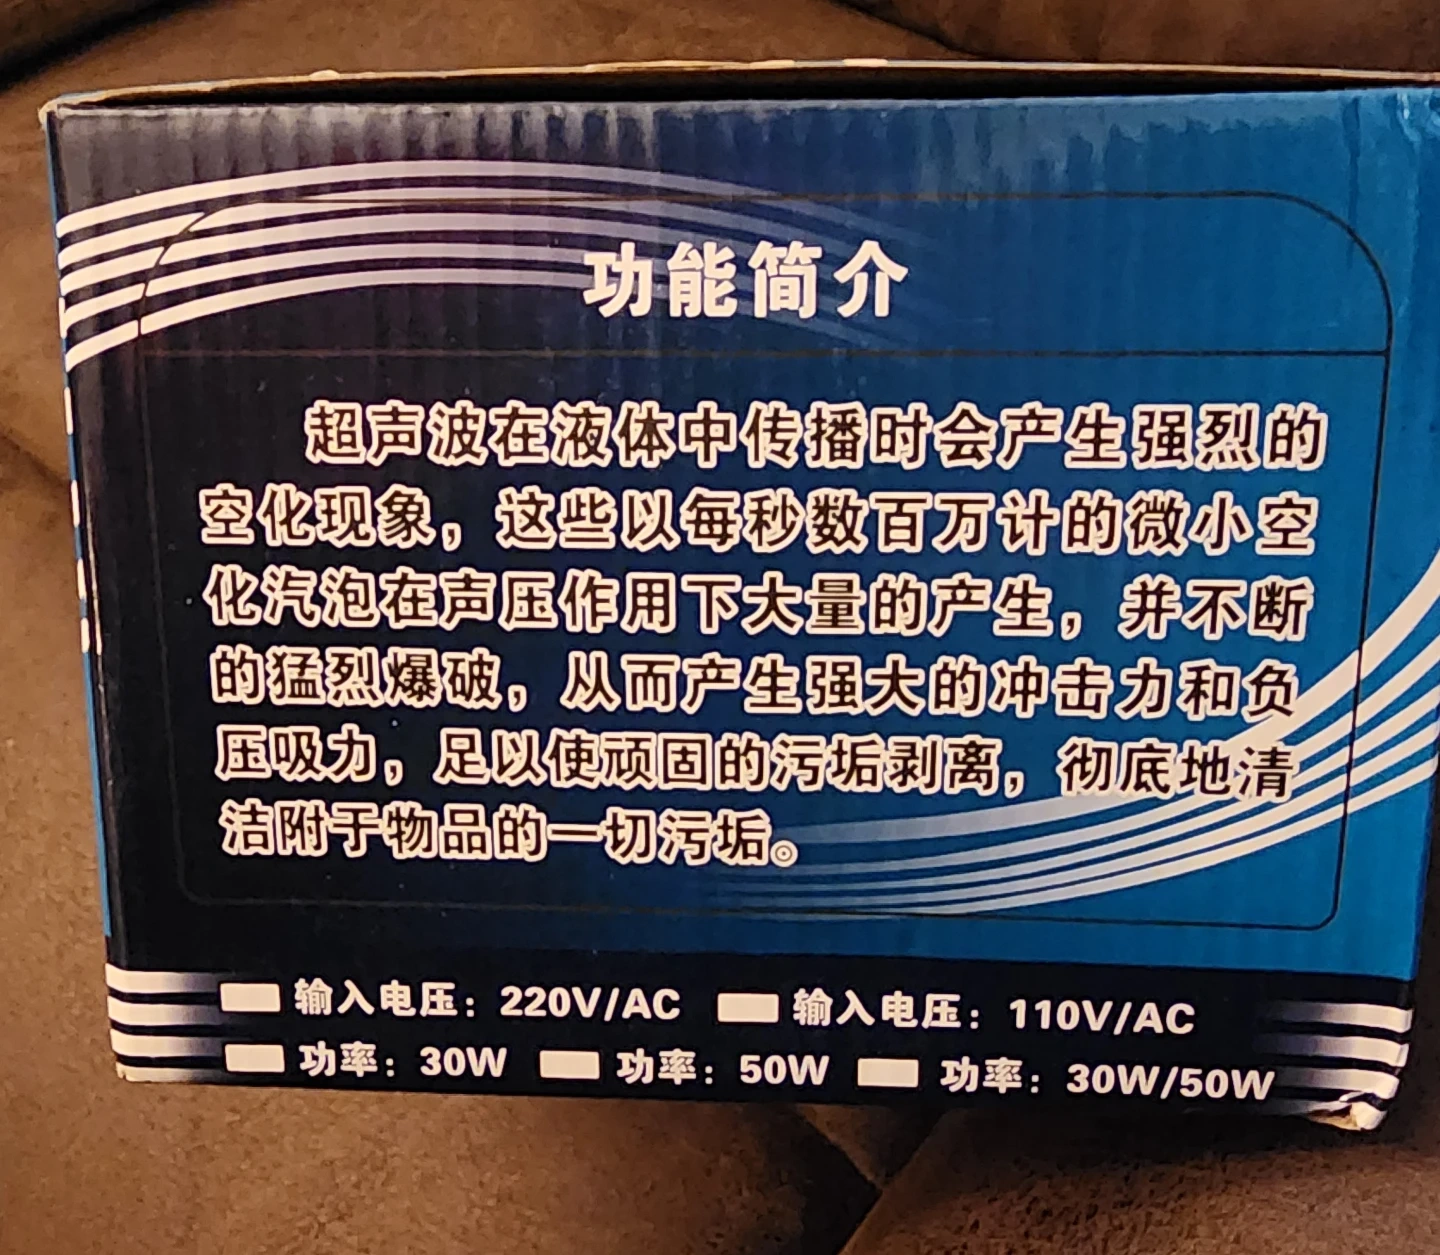 功能简介
超声波在液体中传播时会产生强烈的
空化现象，这些以每秒数百万计的微小空
化汽泡在声压作用下大量的产生，并不断
的猛烈爆破，从而产生强大的冲击力和负
压吸力，足以使顽固的污垢剥离，彻底地清
洁附于物品的一切污垢。
输入电压：220V/AC 输入电压：110V/AC
功率：30W 功率：50W 功率：30W/50W